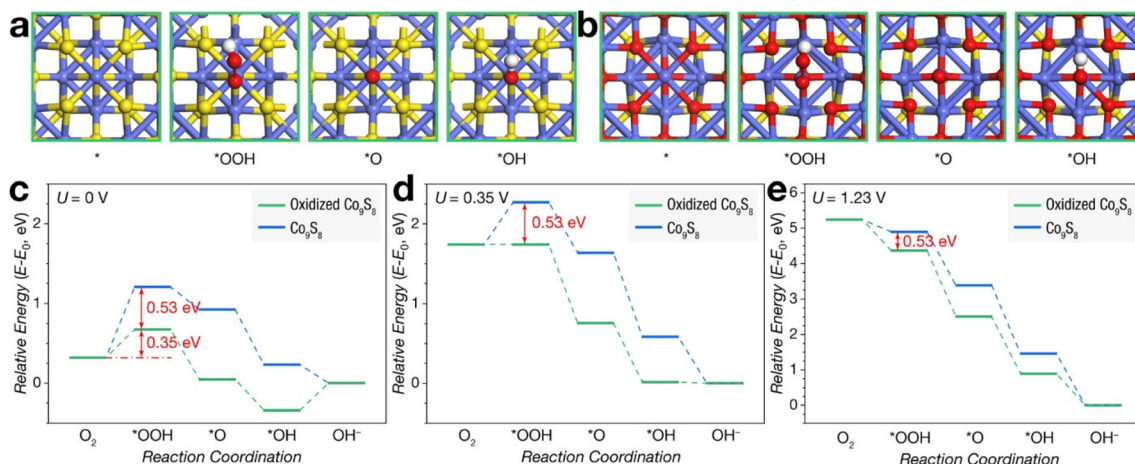 a
b
*
*OOH
*O
*OH
*
*OOH
*O
*OH
c
U = 0 V
Oxidized Co₉S₈
Co₉S₈
0.53 eV
0.35 eV
2
1
0
Relative Energy (E-E₀, eV)
O₂
*OOH
*O
*OH
OH⁻
Reaction Coordination
d
U = 0.35 V
Oxidized Co₉S₈
Co₉S₈
0.53 eV
2
1
0
Relative Energy (E-E₀, eV)
O₂
*OOH
*O
*OH
OH⁻
Reaction Coordination
e
U = 1.23 V
Oxidized Co₉S₈
Co₉S₈
0.53 eV
6
5
4
3
2
1
0
Relative Energy (E-E₀, eV)
O₂
*OOH
*O
*OH
OH⁻
Reaction Coordination